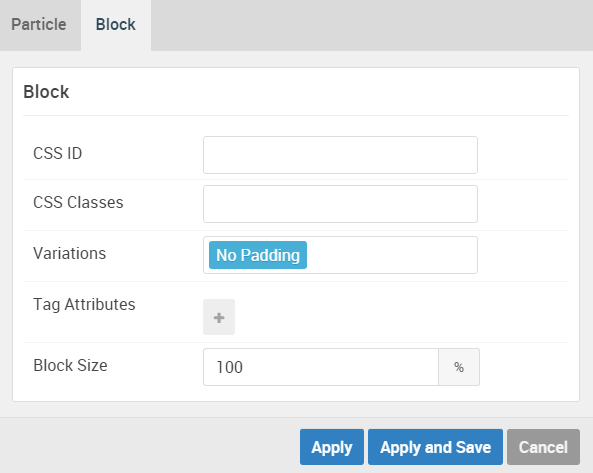 Particle Block
Block
CSS ID
CSS Classes
Variations No Padding
Tag Attributes +
Block Size 100 %
Apply Apply and Save Cancel